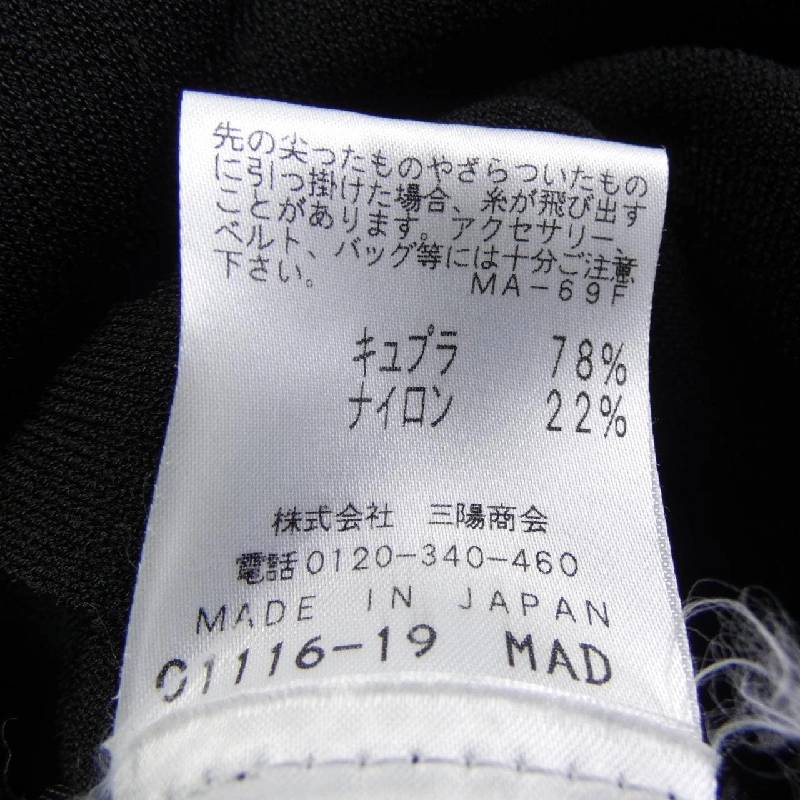 先の尖ったものやざらついたもの
に引っ掛けた場合、糸が飛び出す
ことがあります。アクセサリー、
ベルト、バッグ等には十分ご注意
下さい。 MA-69F
キュプラ 78%
ナイロン 22%
株式会社 三陽商会
電話0120-340-460
MADE IN JAPAN
01116-19 MAD